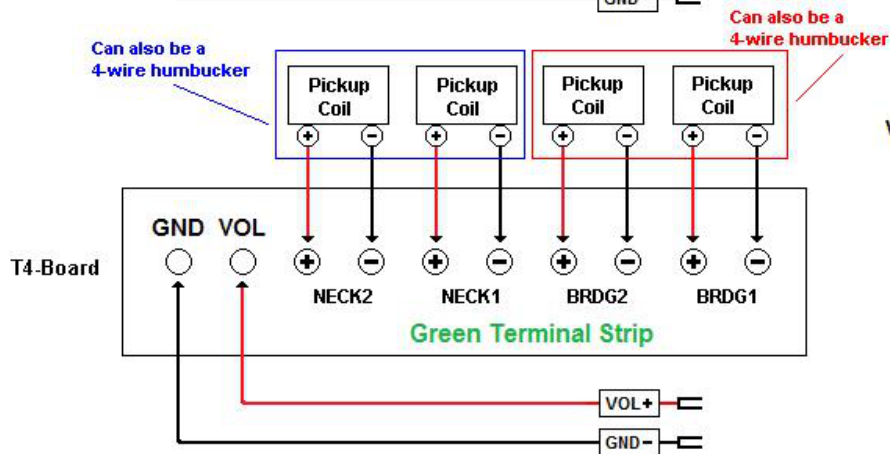 GND
Can also be a
4-wire humbucker
Can also be a
4-wire humbucker
Pickup
Coil
Pickup
Coil
Pickup
Coil
Pickup
Coil
+ − + − + − + −
GND VOL
T4-Board
+ − + − + − + −
NECK2 NECK1 BRDG2 BRDG1
Green Terminal Strip
VOL+
GND−